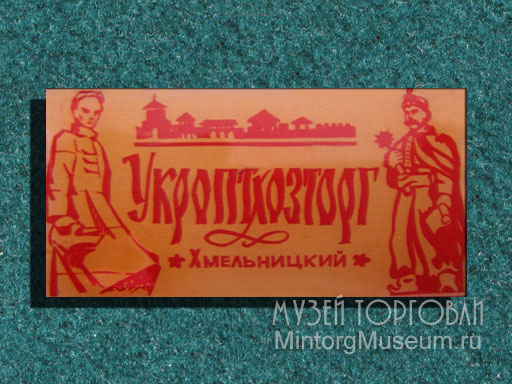 Укроптхозторг
* Хмельницкий *
МУЗЕЙ ТОРГОВЛИ
MintorgMuseum.ru